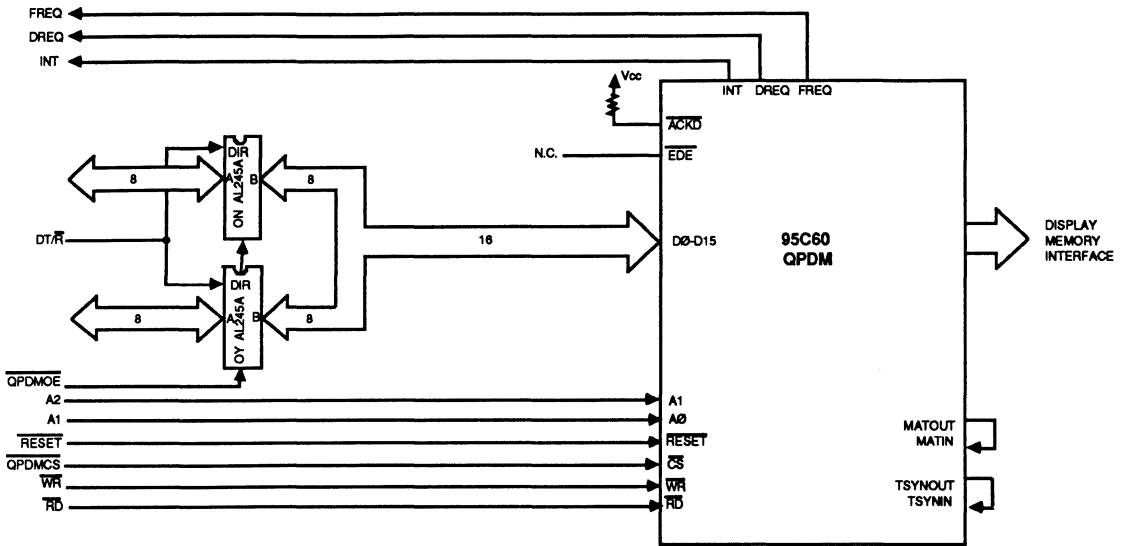 FREQ
DREQ
INT
Vcc
INT DREQ FREQ
ACKD
N.C.
EDE
DIR
A B
ON AL245A
8
8
DT/R
16
DØ-D15
95C60
QPDM
DISPLAY
MEMORY
INTERFACE
DIR
A B
OY AL245A
8
8
QPDMOE
A2
A1
A1
AØ
RESET
RESET
QPDMCS
CS
WR
WR
RD
RD
MATOUT
MATIN
TSYNOUT
TSYNIN